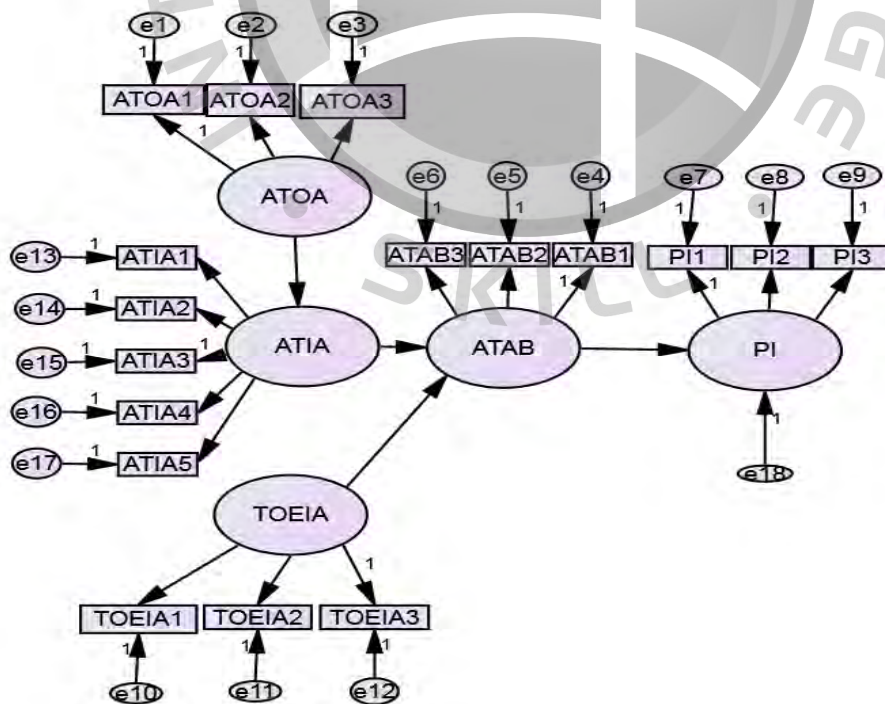 e1 e2 e3
1 1 1
ATOA1 ATOA2 ATOA3
1
ATOA
e6 e5 e4 e7 e8 e9
1 1 1 1 1 1
ATAB3 ATAB2 ATAB1 PI1 PI2 PI3
1 1
e13 1 ATIA1
e14 1 ATIA2
e15 1 ATIA3 1
e16 1 ATIA4
e17 1 ATIA5
ATIA ATAB PI
1
e18
TOEIA
1
TOEIA1 TOEIA2 TOEIA3
1 1 1
e10 e11 e12
SKILL